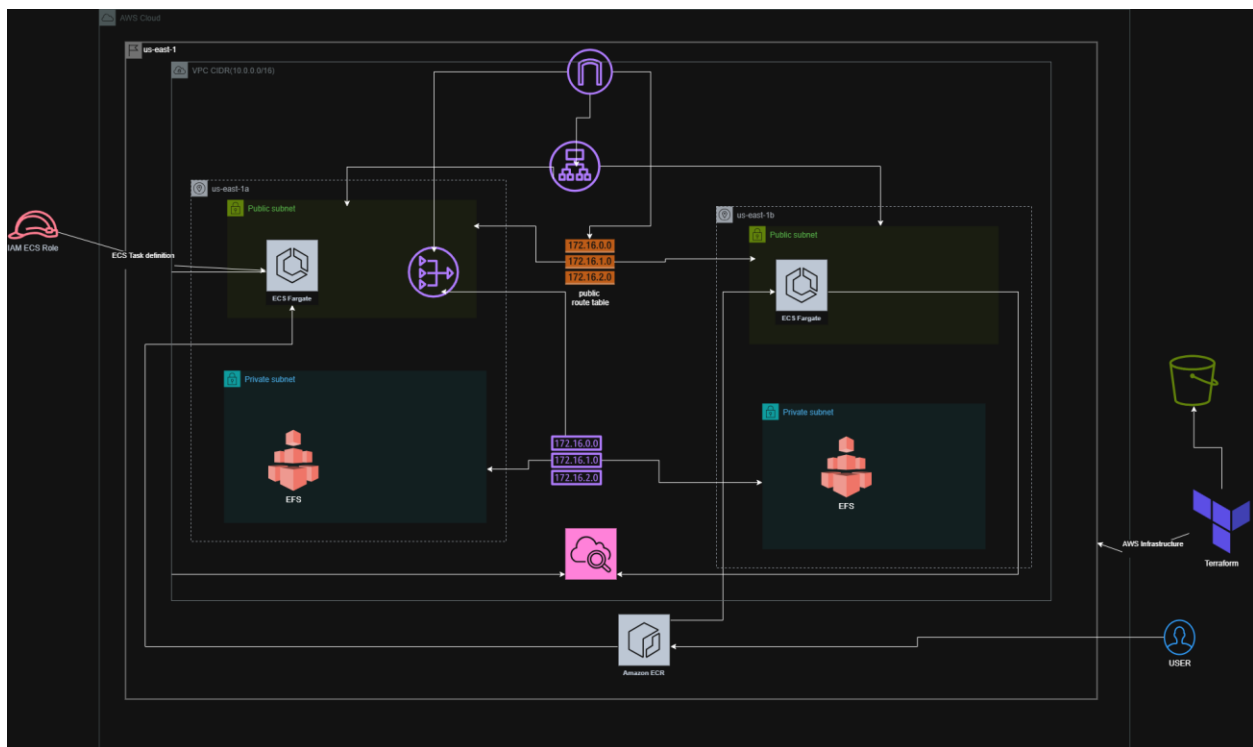 AWS Cloud
us-east-1
VPC CIDR(10.0.0.0/16)
us-east-1a
Public subnet
us-east-1b
Public subnet
IAM ECS Role
ECS Task definition
172.16.0.0
172.16.1.0
172.16.2.0
public
route table
ECS Fargate
ECS Fargate
Private subnet
Private subnet
172.16.0.0
172.16.1.0
172.16.2.0
EFS
EFS
AWS Infrastructure
Terraform
Amazon ECR
USER